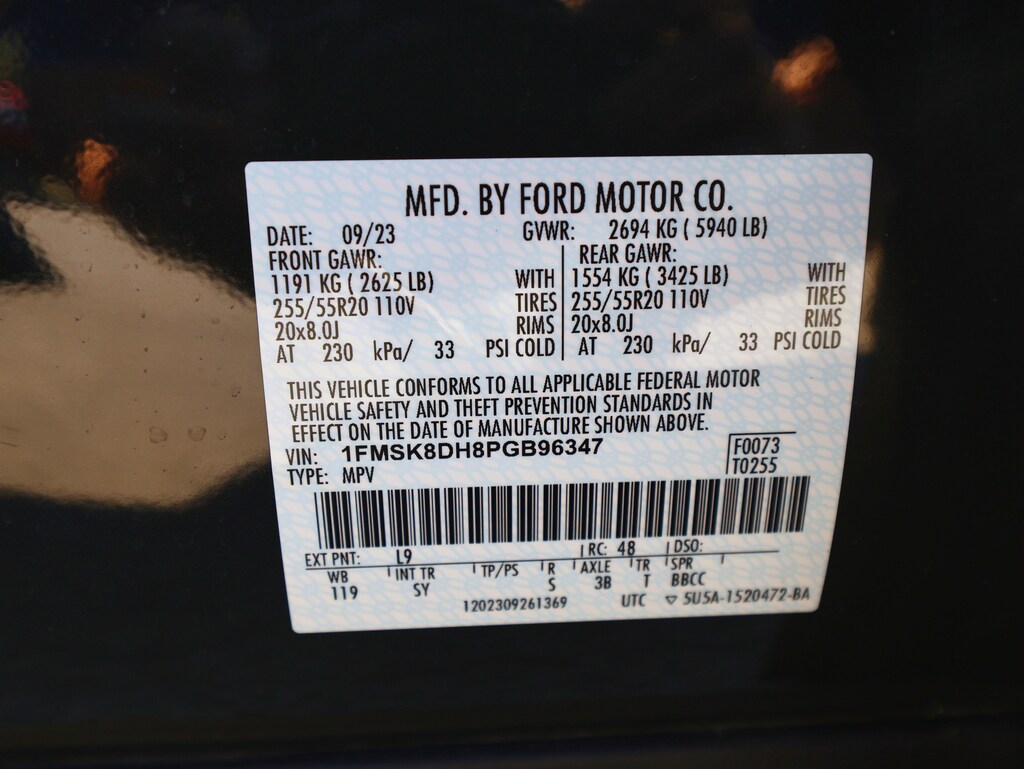 MFD. BY FORD MOTOR CO.
DATE: 09/23 GVWR: 2694 KG ( 5940 LB)
FRONT GAWR: REAR GAWR:
1191 KG ( 2625 LB) WITH 1554 KG ( 3425 LB) WITH
255/55R20 110V TIRES 255/55R20 110V TIRES
20x8.0J RIMS 20x8.0J RIMS
AT 230 kPa/ 33 PSI COLD AT 230 kPa/ 33 PSI COLD
THIS VEHICLE CONFORMS TO ALL APPLICABLE FEDERAL MOTOR
VEHICLE SAFETY AND THEFT PREVENTION STANDARDS IN
EFFECT ON THE DATE OF MANUFACTURE SHOWN ABOVE.
VIN: 1FMSK8DH8PGB96347 F0073
TYPE: MPV T0255
EXT PNT: L9 RC: 48 DSO:
WB INT TR TP/PS R AXLE TR SPR
119 SY S 3B T BBCC
1202309261369 UTC ▽ 5U5A-1520472-BA